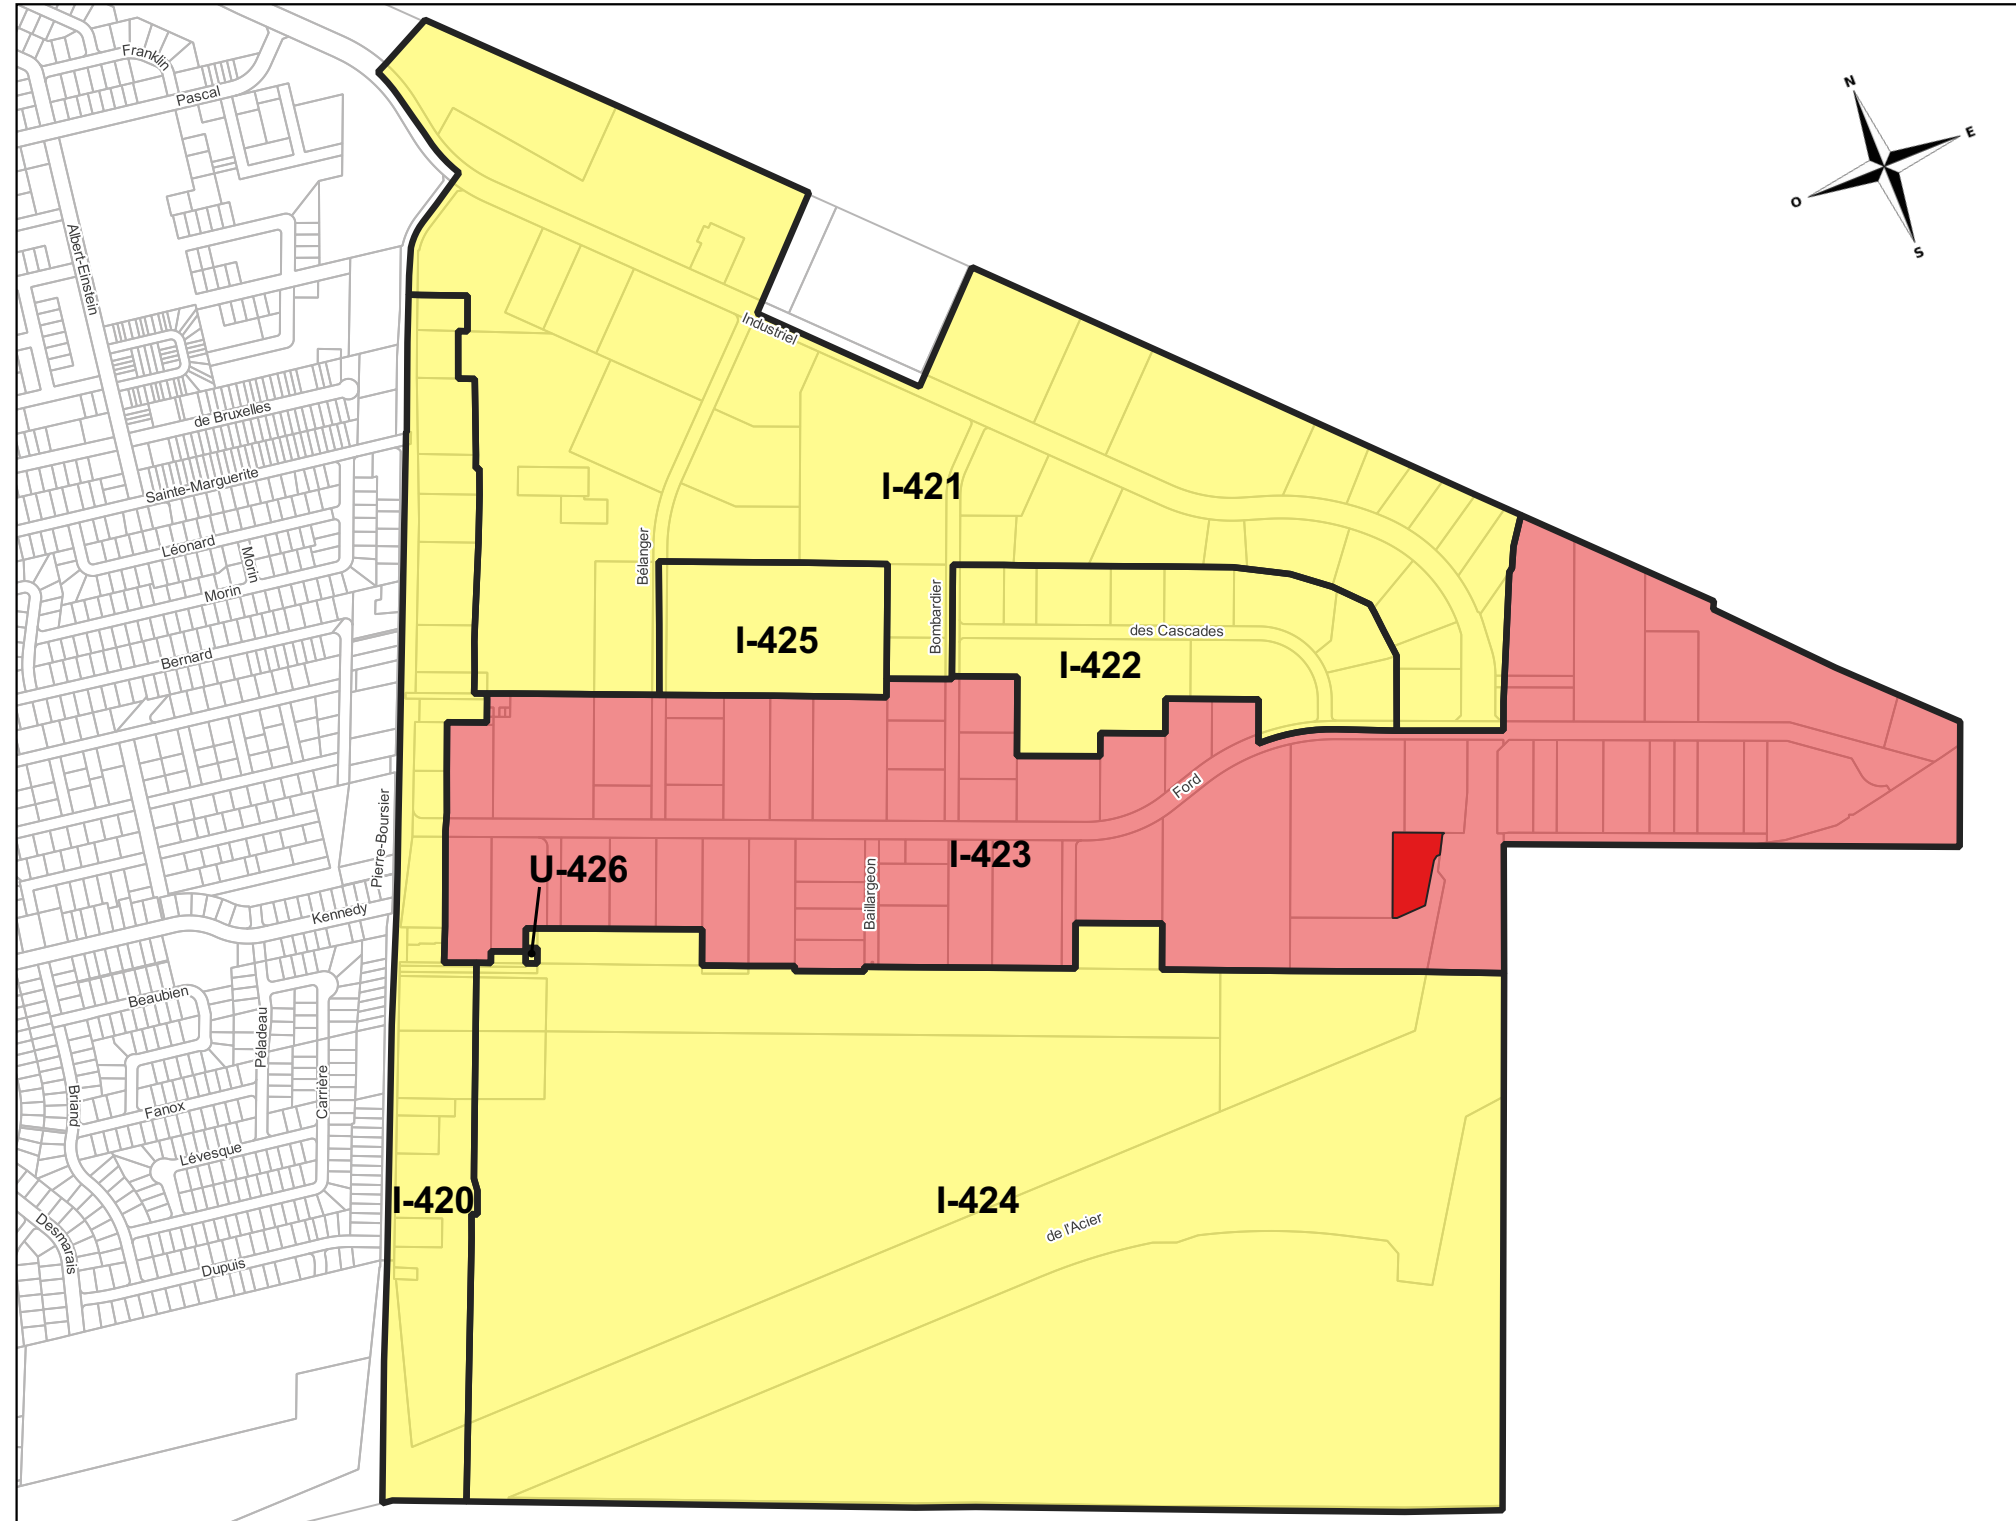 Franklin
Pascal
N
E
O
S
Albert-Einstein
Industriel
de Bruxelles
Sainte-Marguerite
I-421
Léonard
Morin
Morin
Bélanger
Bombardier
I-425
des Cascades
I-422
Bernard
Pierre-Boursier
Ford
I-423
U-426
Baillargeon
Kennedy
Beaubien
Péladeau
Carrière
Briand
Fanox
Lévesque
I-420
I-424
de l'Acier
Desmarais
Dupuis